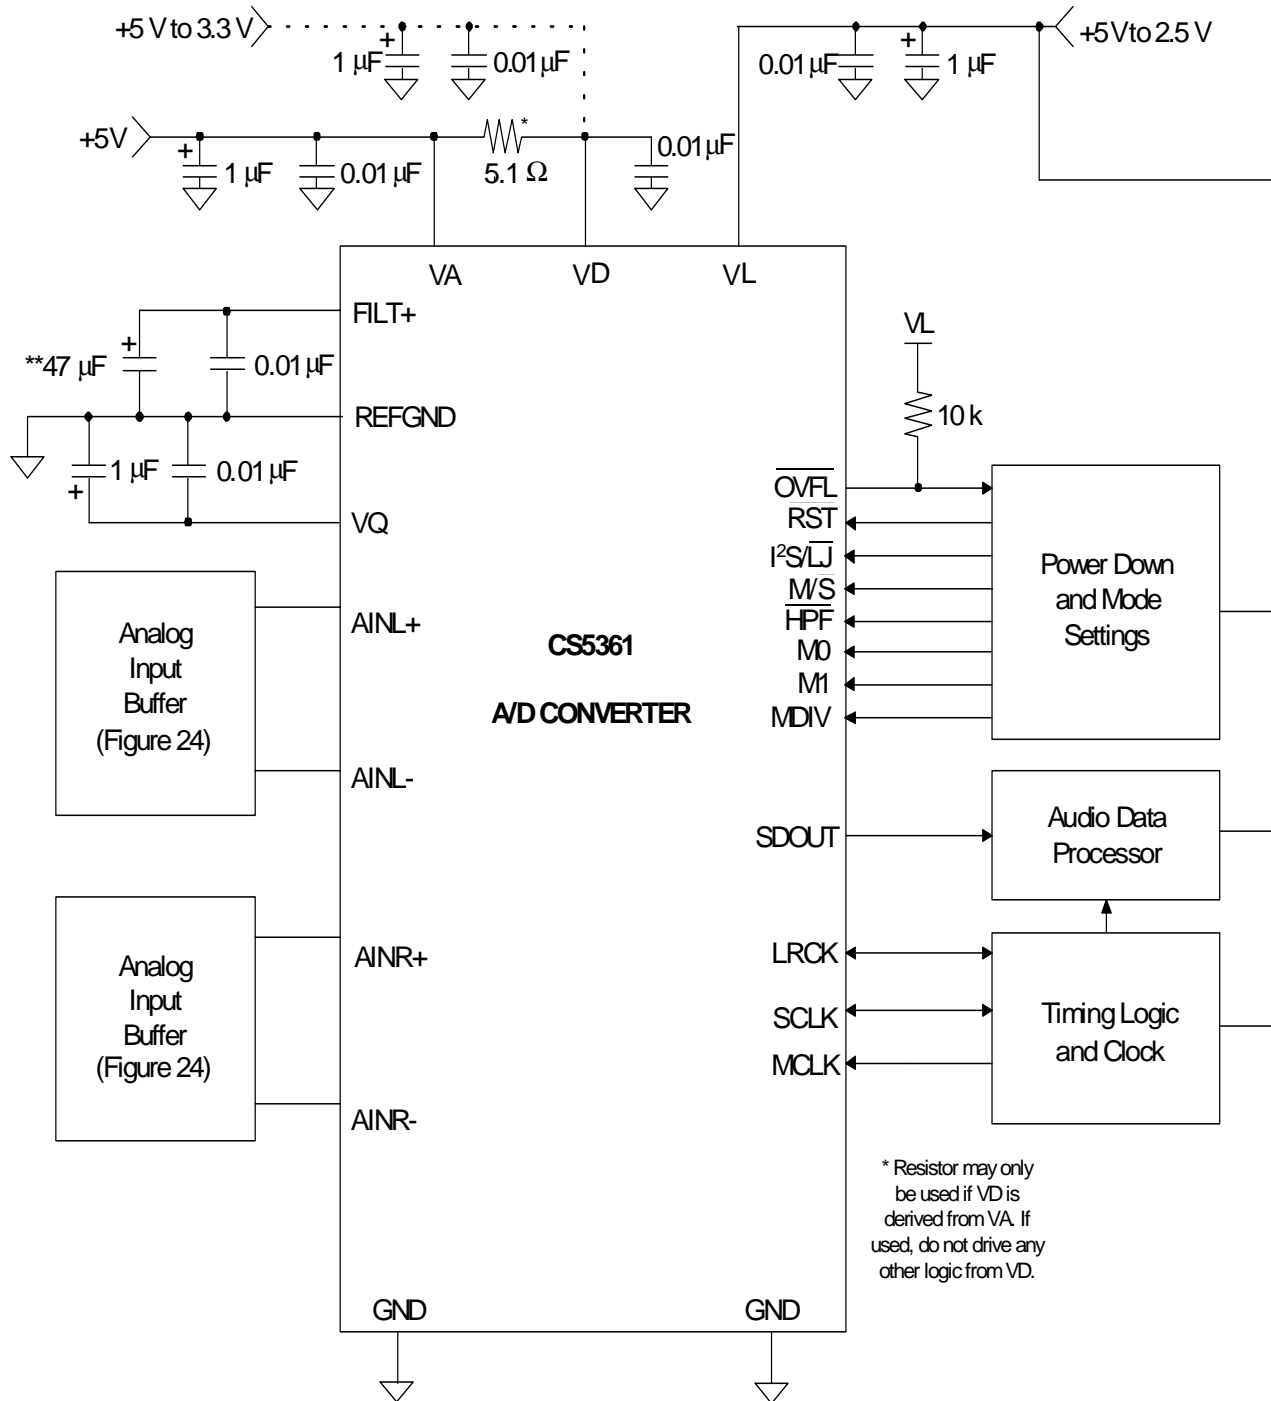 +5 V to 3.3 V
1 µF
0.01 µF
0.01 µF
+
1 µF
+5V to 2.5 V
+
+5V
+
1 µF
0.01 µF
*
5.1 Ω
0.01 µF
VA
VD
VL
FILT+
+
**47 µF
0.01 µF
REFGND
1 µF
+
0.01 µF
VQ
VL
10 k
OVFL
RST
I²S/LJ
M/S
HPF
M0
M1
MDIV
Power Down
and Mode
Settings
Analog
Input
Buffer
(Figure 24)
AINL+
AINL-
CS5361
A/D CONVERTER
SDOUT
Audio Data
Processor
Analog
Input
Buffer
(Figure 24)
AINR+
AINR-
LRCK
SCLK
MCLK
Timing Logic
and Clock
* Resistor may only
be used if VD is
derived from VA. If
used, do not drive any
other logic from VD.
GND
GND